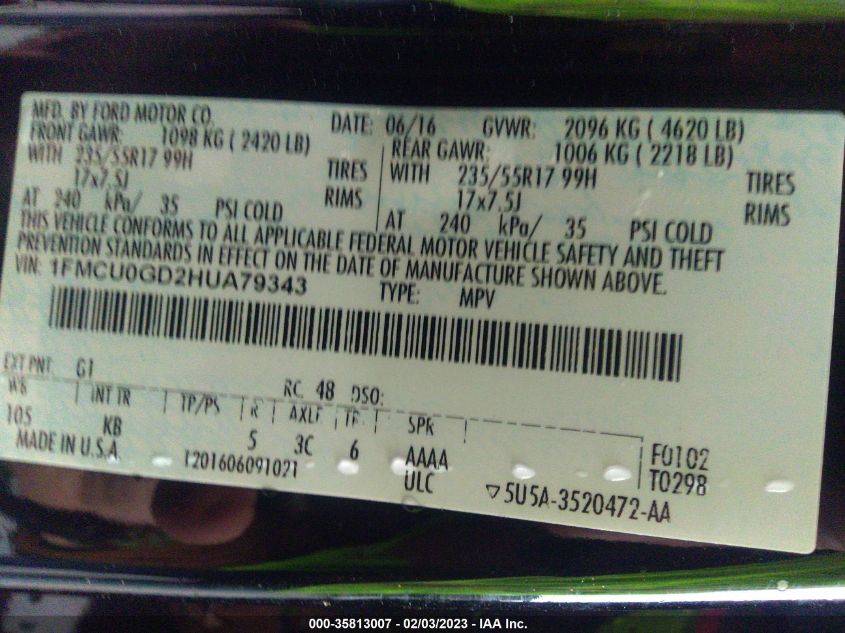 MFD. BY FORD MOTOR CO. DATE: 06/16 GVWR: 2096 KG ( 4620 LB)
FRONT GAWR: 1098 KG ( 2420 LB) REAR GAWR: 1006 KG ( 2218 LB)
WITH 235/55R17 99H TIRES WITH 235/55R17 99H TIRES
17x7.5J RIMS 17x7.5J RIMS
AT 240 kPa/ 35 PSI COLD AT 240 kPa/ 35 PSI COLD
THIS VEHICLE CONFORMS TO ALL APPLICABLE FEDERAL MOTOR VEHICLE SAFETY AND THEFT
PREVENTION STANDARDS IN EFFECT ON THE DATE OF MANUFACTURE SHOWN ABOVE.
VIN: 1FMCU0GD2HUA79343 TYPE: MPV
EXT PNT: G1 RC: 48 DSO:
WB INT TR TP/PS R AXLE TR SPR
105 KB 5 3C 6 AAAA F0102
MADE IN U.S.A. 1201606091021 ULC T0298
▽5U5A-3520472-AA
000-35813007 - 02/03/2023 - IAA Inc.